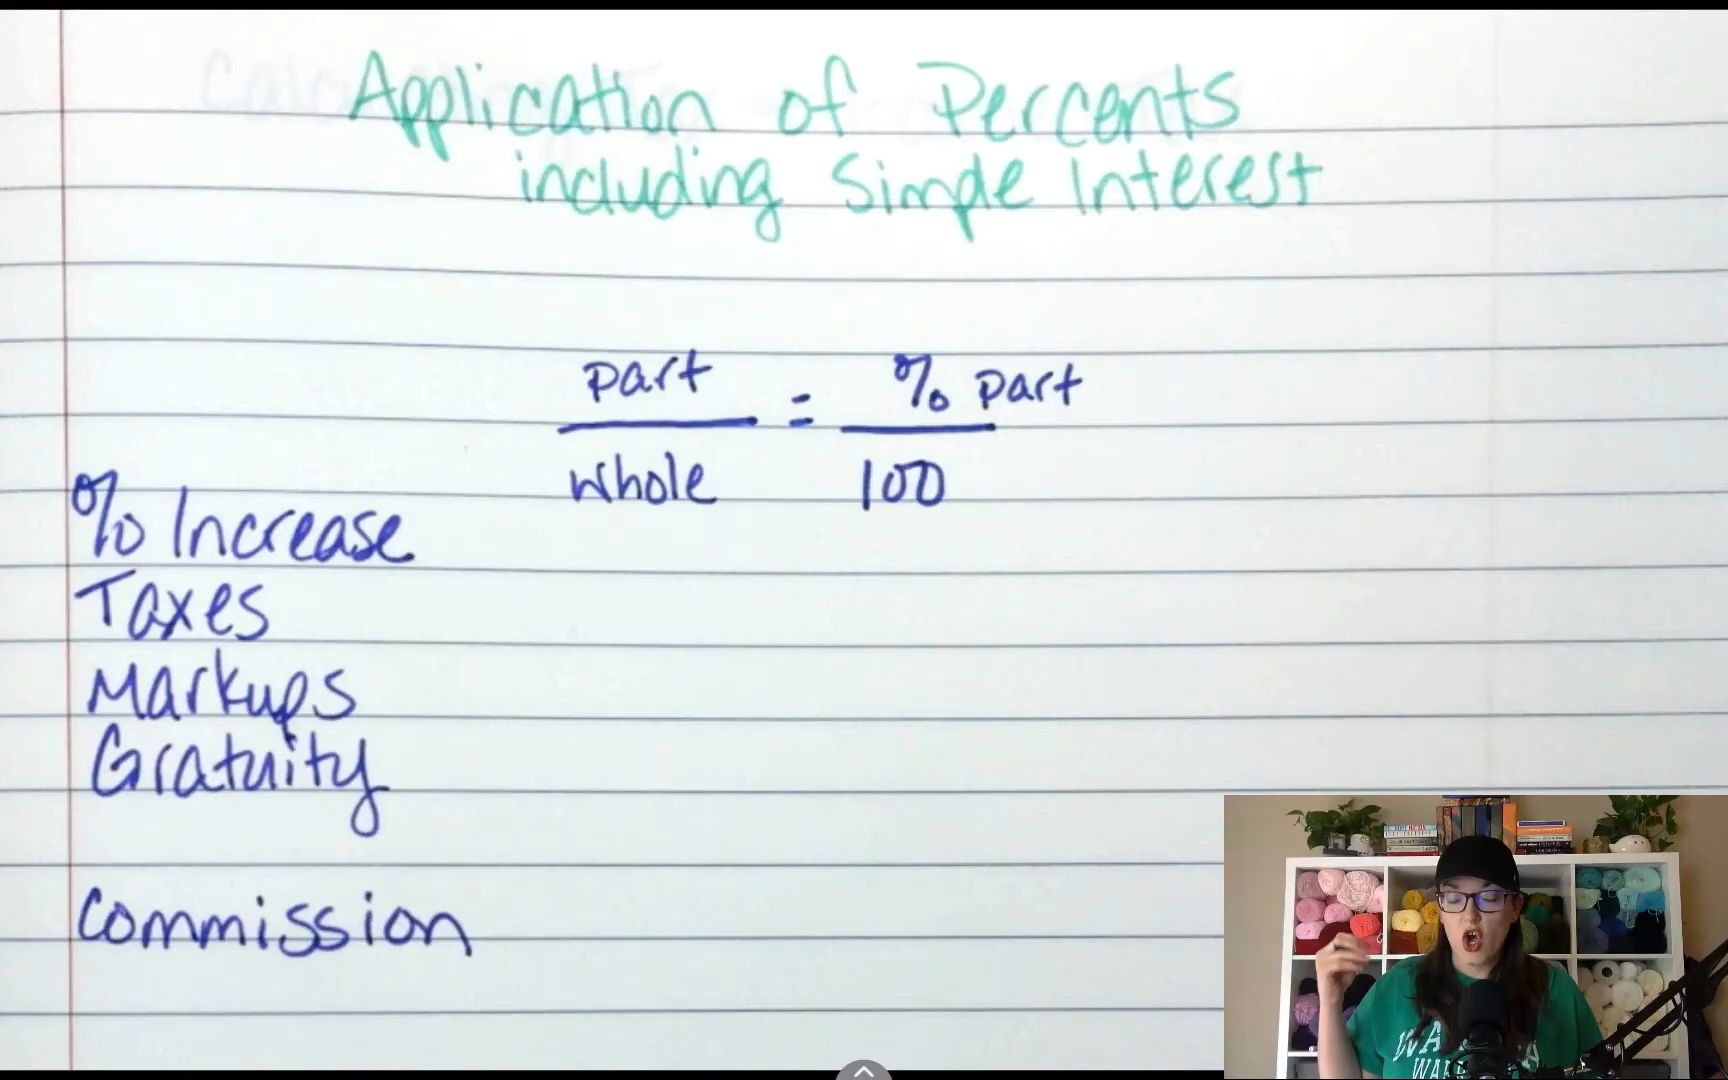 Application of Percents
including Simple Interest
part = % part
whole 100
% Increase
Taxes
Markups
Gratuity
Commission